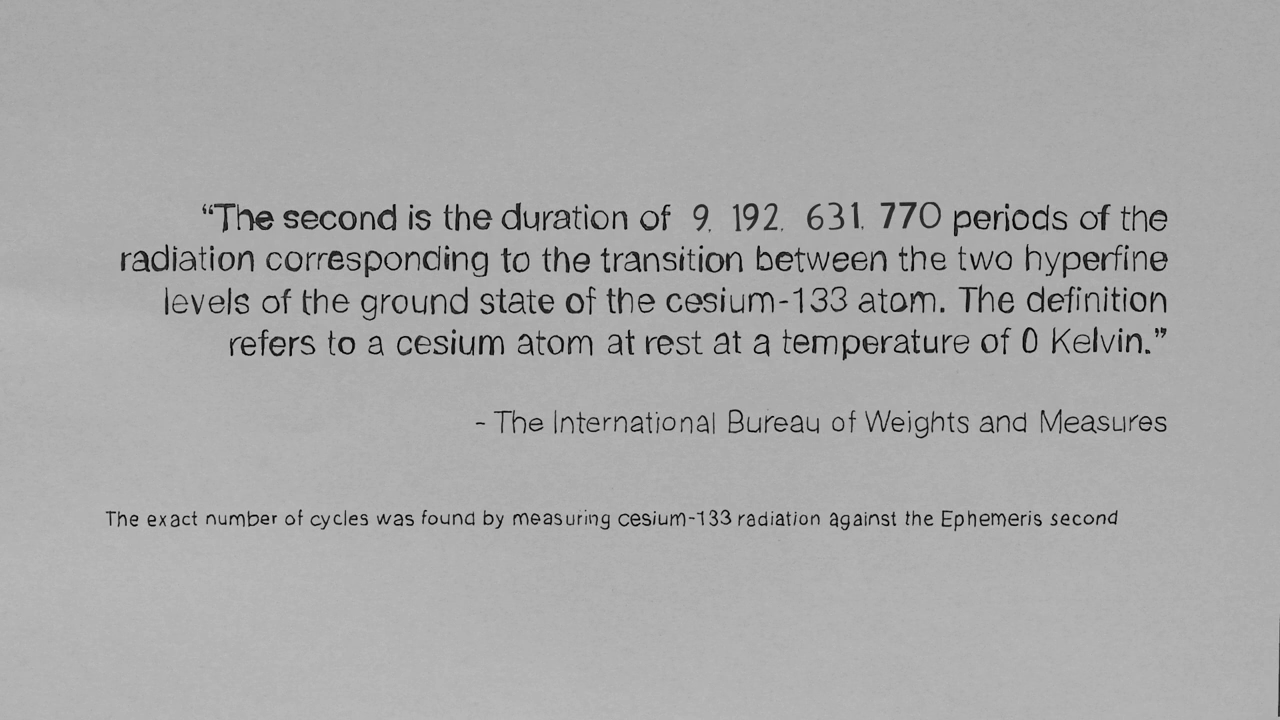 “The second is the duration of 9. 192. 631. 770 periods of the
radiation corresponding to the transition between the two hyperfine
levels of the ground state of the cesium-133 atom. The definition
refers to a cesium atom at rest at a temperature of 0 Kelvin.”
- The International Bureau of Weights and Measures
The exact number of cycles was found by measuring cesium-133 radiation against the Ephemeris second